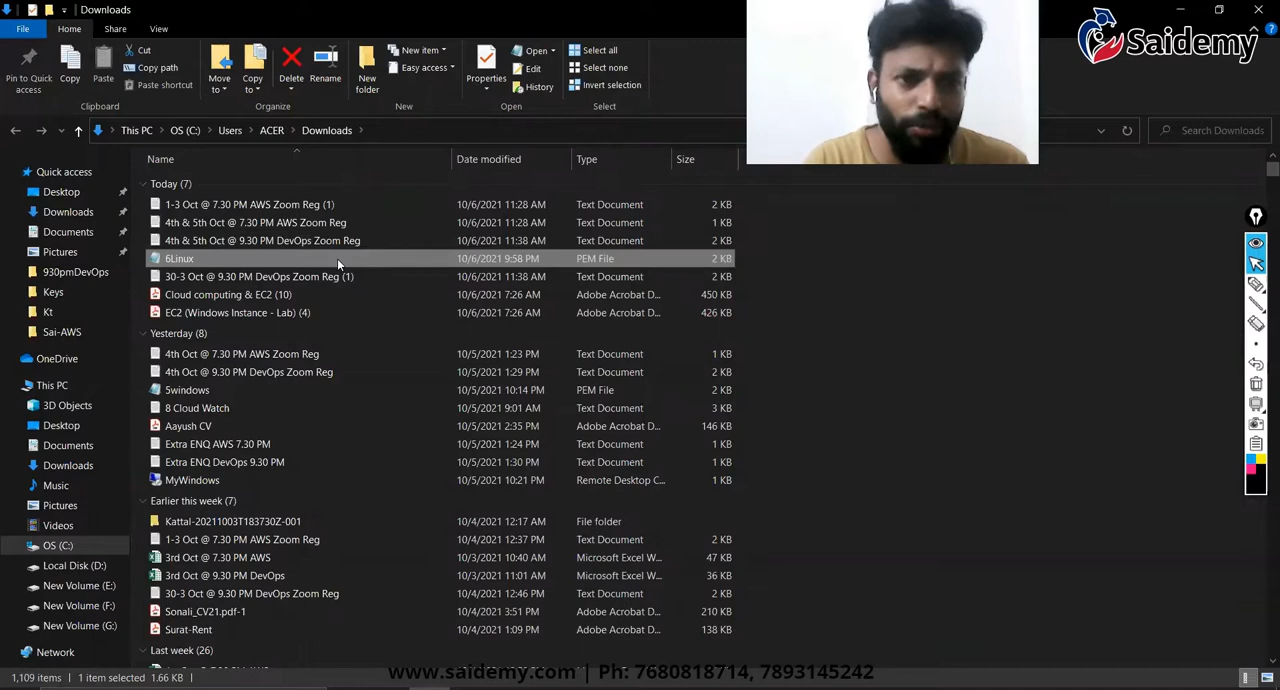 Downloads
File Home Share View
Pin to Quick access
Copy
Paste
Cut
Copy path
Paste shortcut
Clipboard
Move to
Copy to
Delete
Rename
Organize
New folder
New item
Easy access
New
Properties
Open
Edit
History
Open
Select all
Select none
Invert selection
Select
Saidemy
This PC > OS (C:) > Users > ACER > Downloads >
Search Downloads
Quick access
Desktop
Downloads
Documents
Pictures
930pmDevOps
Keys
Kt
Sai-AWS
OneDrive
This PC
3D Objects
Desktop
Documents
Downloads
Music
Pictures
Videos
OS (C:)
Local Disk (D:)
New Volume (E:)
New Volume (F:)
New Volume (G:)
Network
Name Date modified Type Size
Today (7)
1-3 Oct @ 7.30 PM AWS Zoom Reg (1) 10/6/2021 11:28 AM Text Document 2 KB
4th & 5th Oct @ 7.30 PM AWS Zoom Reg 10/6/2021 11:28 AM Text Document 1 KB
4th & 5th Oct @ 9.30 PM DevOps Zoom Reg 10/6/2021 11:38 AM Text Document 2 KB
6Linux 10/6/2021 9:58 PM PEM File 2 KB
30-3 Oct @ 9.30 PM DevOps Zoom Reg (1) 10/6/2021 11:38 AM Text Document 2 KB
Cloud computing & EC2 (10) 10/6/2021 7:26 AM Adobe Acrobat D... 450 KB
EC2 (Windows Instance - Lab) (4) 10/6/2021 7:26 AM Adobe Acrobat D... 426 KB
Yesterday (8)
4th Oct @ 7.30 PM AWS Zoom Reg 10/5/2021 1:23 PM Text Document 1 KB
4th Oct @ 9.30 PM DevOps Zoom Reg 10/5/2021 1:29 PM Text Document 1 KB
5windows 10/5/2021 10:14 PM PEM File 2 KB
8 Cloud Watch 10/5/2021 9:01 AM Text Document 3 KB
Aayush CV 10/5/2021 2:35 PM Adobe Acrobat D... 146 KB
Extra ENQ AWS 7.30 PM 10/5/2021 1:24 PM Text Document 1 KB
Extra ENQ DevOps 9.30 PM 10/5/2021 1:30 PM Text Document 1 KB
MyWindows 10/5/2021 10:21 PM Remote Desktop C... 
Earlier this week (7)
Kattal-20211003T183730Z-001 10/4/2021 12:17 AM File folder
1-3 Oct @ 7.30 PM AWS Zoom Reg 10/4/2021 12:37 PM Text Document 2 KB
3rd Oct @ 7.30 PM AWS 10/3/2021 10:40 AM Microsoft Excel W... 47 KB
3rd Oct @ 9.30 PM DevOps 10/3/2021 11:01 AM Microsoft Excel W... 36 KB
30-3 Oct @ 9.30 PM DevOps Zoom Reg 10/4/2021 12:46 PM Text Document 2 KB
Sonali_CV21.pdf-1 10/4/2021 3:51 PM Adobe Acrobat D... 210 KB
Surat-Rent 10/4/2021 1:09 PM Adobe Acrobat D... 138 KB
Last week (26)
1,109 items 1 item selected 1.66 KB
www.saidemy.com | Ph: 7680818714, 7893145242